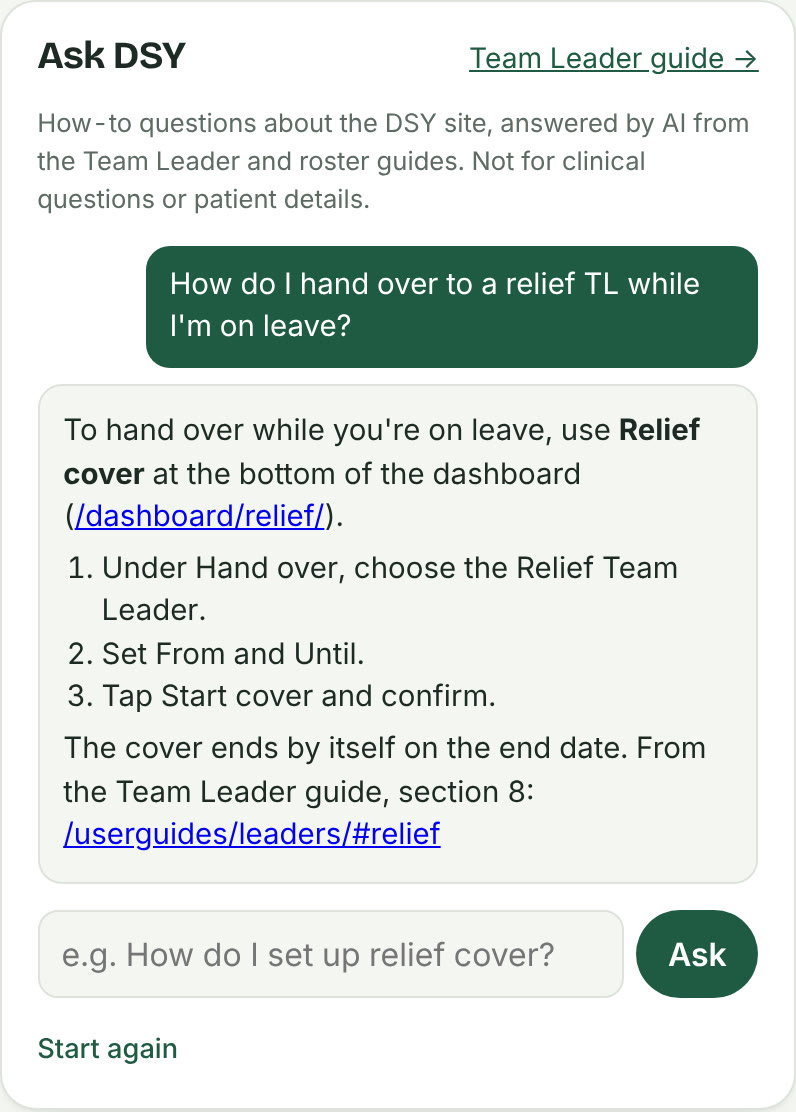 Ask DSY
Team Leader guide →
How-to questions about the DSY site, answered by AI from
the Team Leader and roster guides. Not for clinical
questions or patient details.
How do I hand over to a relief TL while
I'm on leave?
To hand over while you're on leave, use Relief
cover at the bottom of the dashboard
(/dashboard/relief/).
1. Under Hand over, choose the Relief Team
Leader.
2. Set From and Until.
3. Tap Start cover and confirm.
The cover ends by itself on the end date. From
the Team Leader guide, section 8:
/userguides/leaders/#relief
e.g. How do I set up relief cover?
Ask
Start again